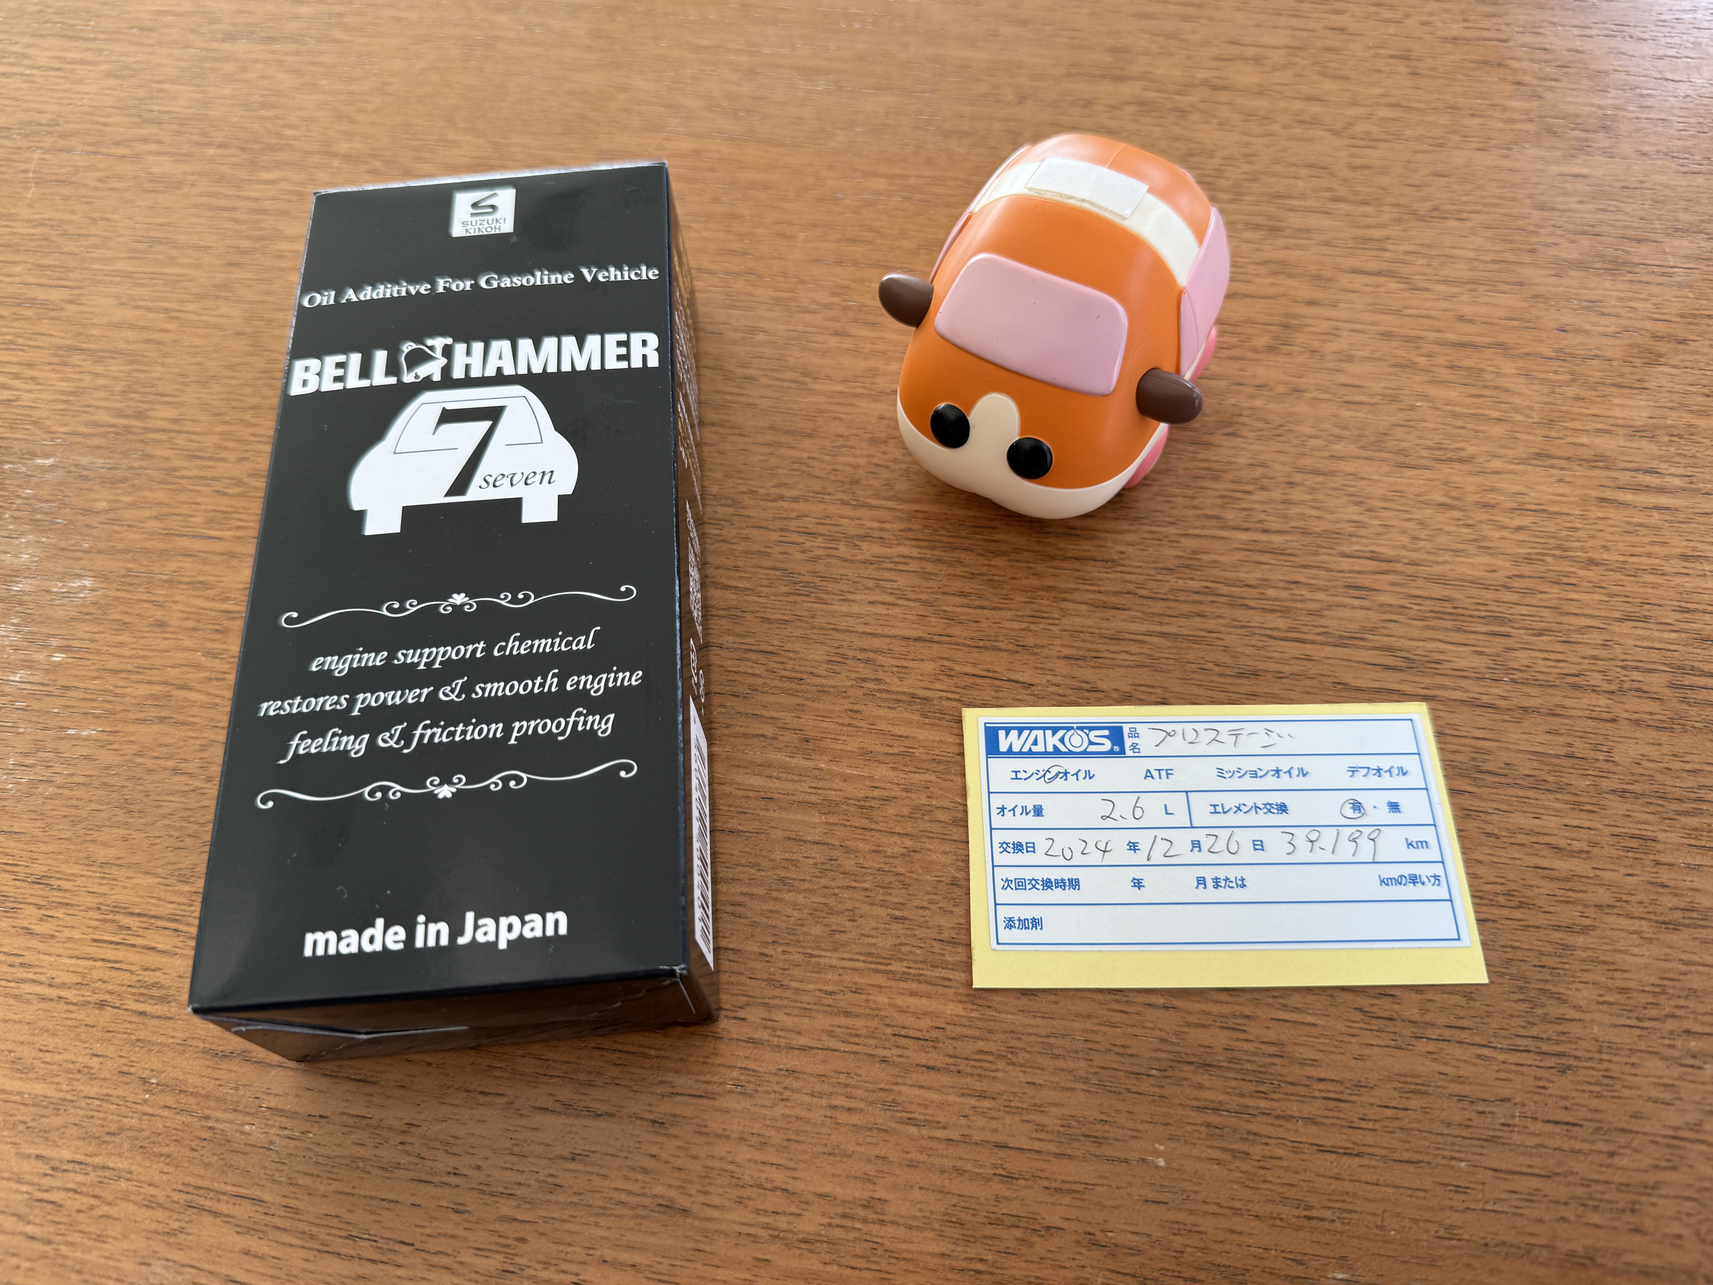 SUZUKI
KIKOH
Oil Additive For Gasoline Vehicle
BELL HAMMER
7
seven
engine support chemical
restores power & smooth engine
feeling & friction proofing
made in Japan
WAKO'S® 品名 プロステージ
エンジンオイル ATF ミッションオイル デフオイル
オイル量 2.6 L エレメント交換 有・無
交換日 2024 年 12 月 26 日 39.199 km
次回交換時期 年 月または kmの早い方
添加剤